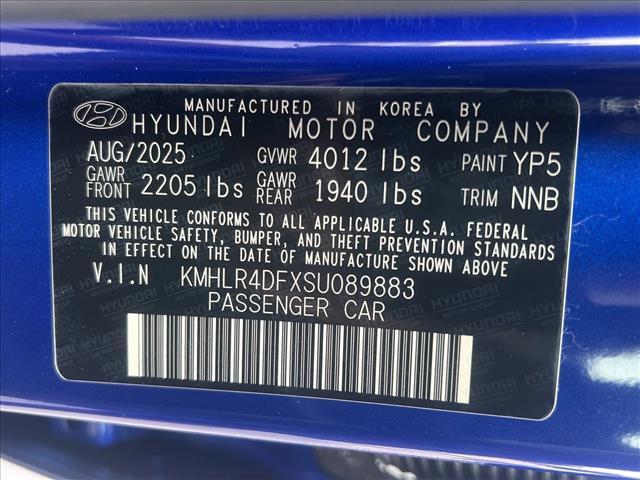 MANUFACTURED IN KOREA BY
HYUNDAI MOTOR COMPANY
AUG/2025 GVWR 4012 lbs PAINT YP5
GAWR FRONT 2205 lbs GAWR REAR 1940 lbs TRIM NNB
THIS VEHICLE CONFORMS TO ALL APPLICABLE U.S.A. FEDERAL
MOTOR VEHICLE SAFETY, BUMPER, AND THEFT PREVENTION STANDARDS
IN EFFECT ON THE DATE OF MANUFACTURE SHOWN ABOVE
V.I.N KMHLR4DFXSU089883
PASSENGER CAR